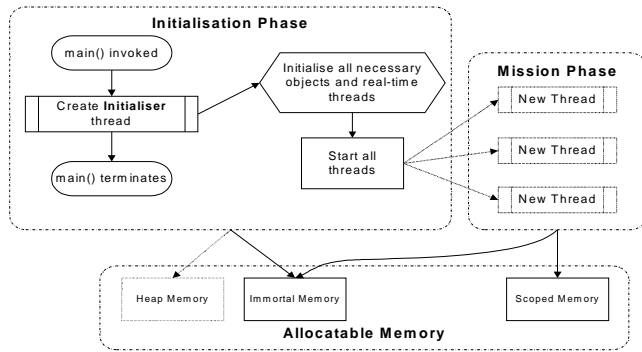 Initialisation Phase
main() invoked
Create Initialiser
thread
main() terminates
Initialise all necessary
objects and real-time
threads
Start all
threads
Mission Phase
New Thread
New Thread
New Thread
Heap Memory
Immortal Memory
Scoped Memory
Allocatable Memory